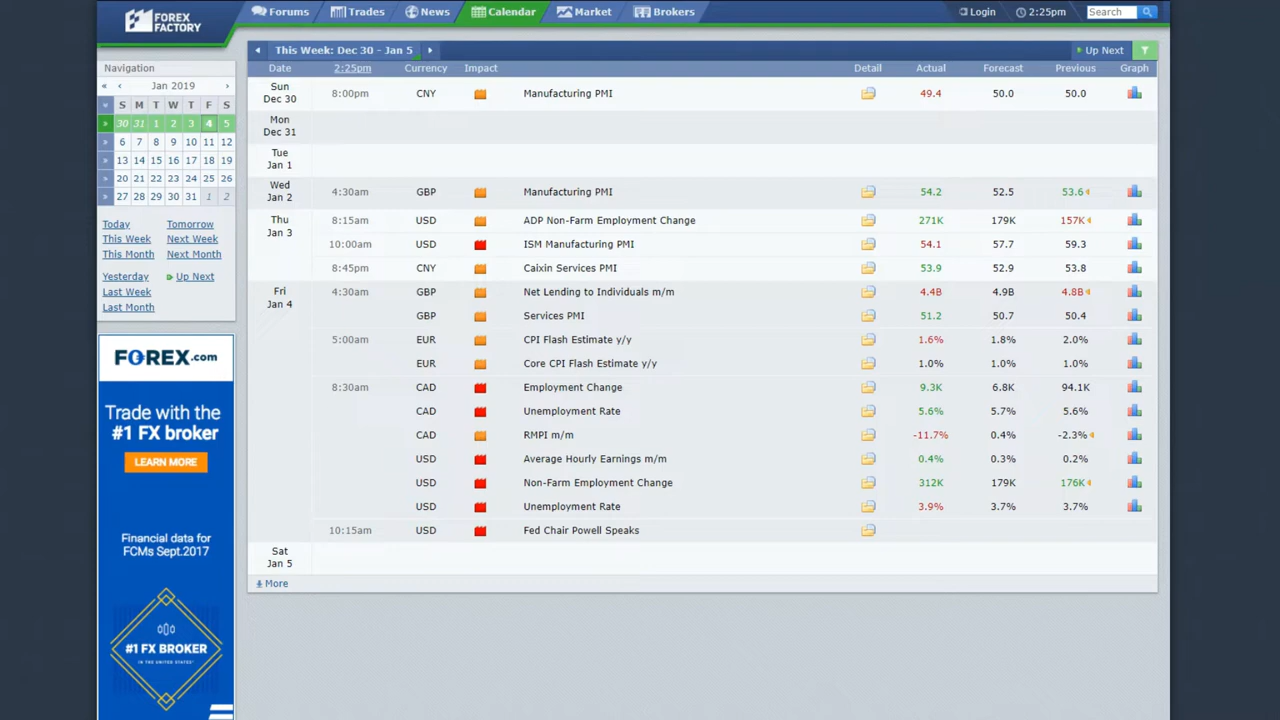 FOREX FACTORY
Forums Trades News Calendar Market Brokers Login 2:25pm Search
Navigation
« ‹ Jan 2019 ›
» S M T W T F S
» 30 31 1 2 3 4 5
» 6 7 8 9 10 11 12
» 13 14 15 16 17 18 19
» 20 21 22 23 24 25 26
» 27 28 29 30 31 1 2
Today Tomorrow
This Week Next Week
This Month Next Month
Yesterday Up Next
Last Week
Last Month
FOREX.com
Trade with the
#1 FX broker
LEARN MORE
Financial data for
FCMs Sept.2017
#1 FX BROKER
IN THE UNITED STATES*
This Week: Dec 30 - Jan 5 Up Next
Date 2:25pm Currency Impact Detail Actual Forecast Previous Graph
Sun
Dec 30 8:00pm CNY Manufacturing PMI 49.4 50.0 50.0
Mon
Dec 31
Tue
Jan 1
Wed
Jan 2 4:30am GBP Manufacturing PMI 54.2 52.5 53.6
Thu
Jan 3 8:15am USD ADP Non-Farm Employment Change 271K 179K 157K
10:00am USD ISM Manufacturing PMI 54.1 57.7 59.3
8:45pm CNY Caixin Services PMI 53.9 52.9 53.8
Fri
Jan 4 4:30am GBP Net Lending to Individuals m/m 4.4B 4.9B 4.8B
GBP Services PMI 51.2 50.7 50.4
5:00am EUR CPI Flash Estimate y/y 1.6% 1.8% 2.0%
EUR Core CPI Flash Estimate y/y 1.0% 1.0% 1.0%
8:30am CAD Employment Change 9.3K 6.8K 94.1K
CAD Unemployment Rate 5.6% 5.7% 5.6%
CAD RMPI m/m -11.7% 0.4% -2.3%
USD Average Hourly Earnings m/m 0.4% 0.3% 0.2%
USD Non-Farm Employment Change 312K 179K 176K
USD Unemployment Rate 3.9% 3.7% 3.7%
10:15am USD Fed Chair Powell Speaks
Sat
Jan 5
More